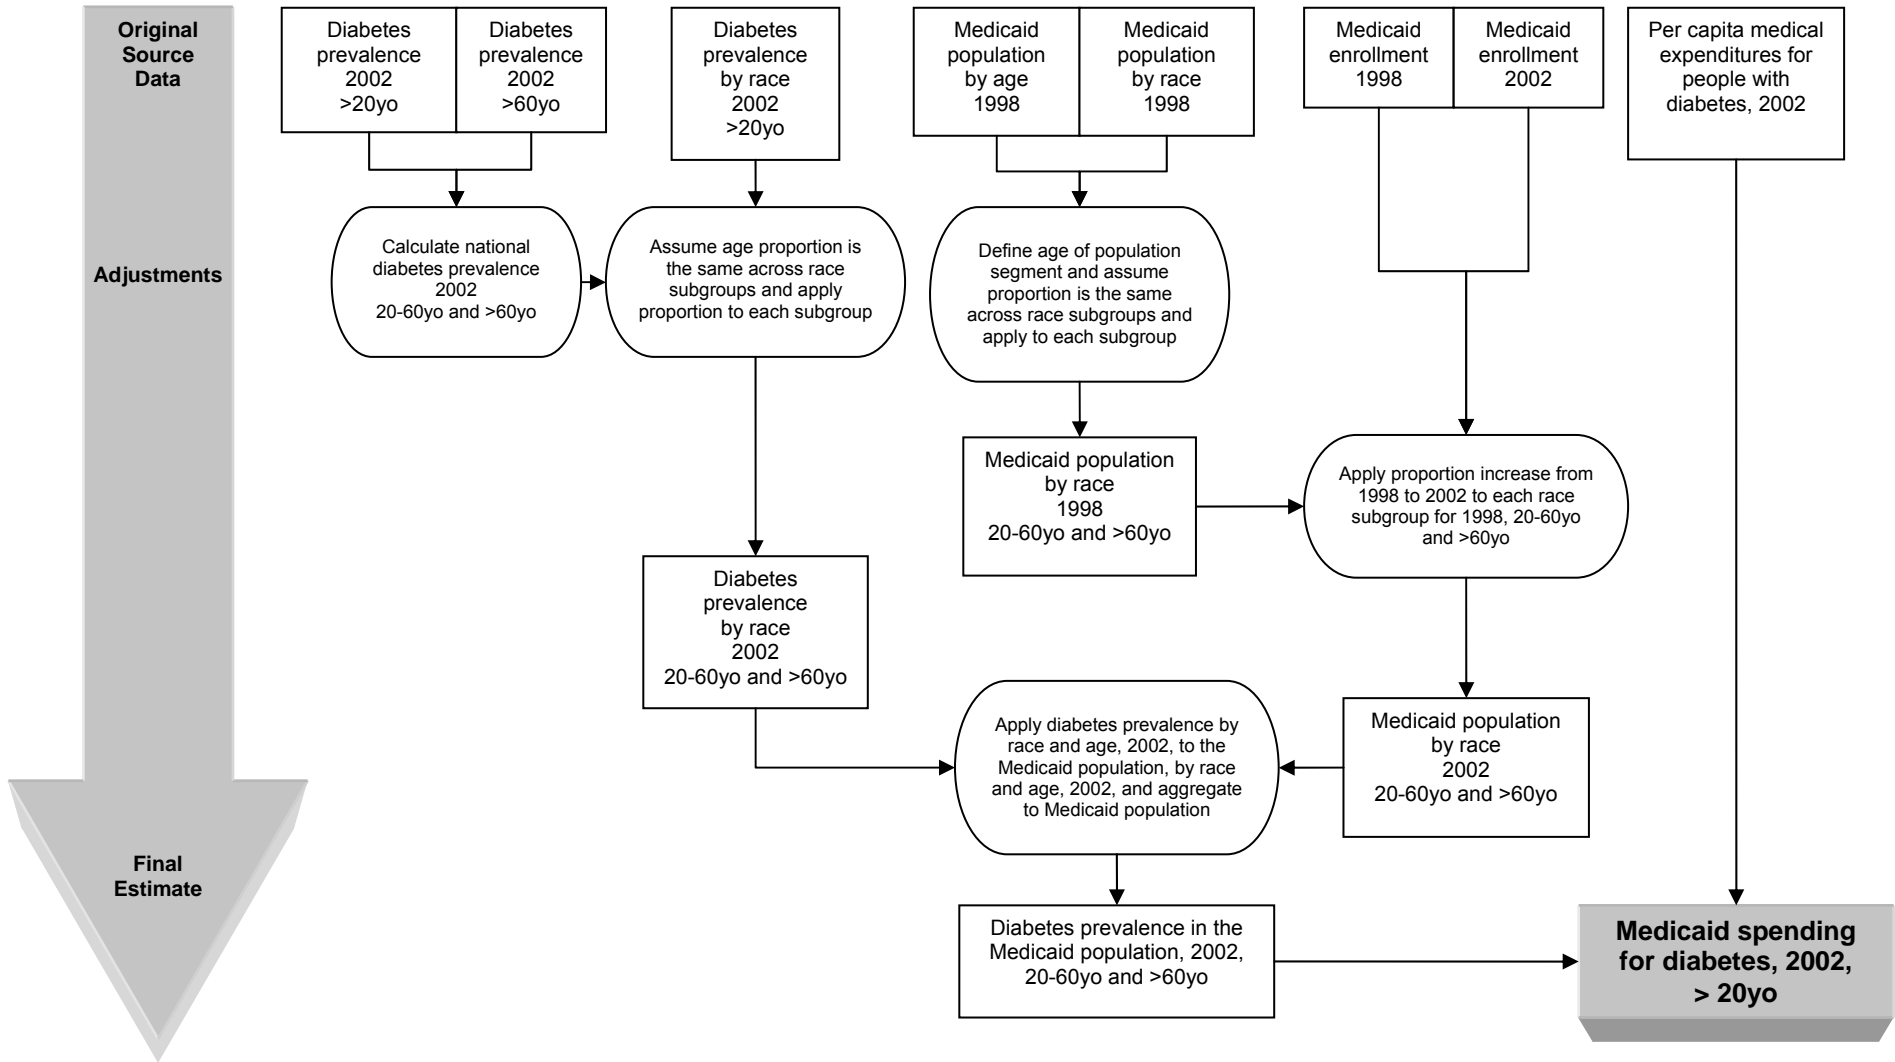 Original
Source
Data
Diabetes
prevalence
2002
>20yo
Diabetes
prevalence
2002
>60yo
Diabetes
prevalence
by race
2002
>20yo
Medicaid
population
by age
1998
Medicaid
population
by race
1998
Medicaid
enrollment
1998
Medicaid
enrollment
2002
Per capita medical
expenditures for
people with
diabetes, 2002
Adjustments
Calculate national
diabetes prevalence
2002
20-60yo and >60yo
Assume age proportion is
the same across race
subgroups and apply
proportion to each subgroup
Define age of population
segment and assume
proportion is the same
across race subgroups and
apply to each subgroup
Medicaid population
by race
1998
20-60yo and >60yo
Apply proportion increase from
1998 to 2002 to each race
subgroup for 1998, 20-60yo
and >60yo
Diabetes
prevalence
by race
2002
20-60yo and >60yo
Apply diabetes prevalence by
race and age, 2002, to the
Medicaid population, by race
and age, 2002, and aggregate
to Medicaid population
Medicaid population
by race
2002
20-60yo and >60yo
Final
Estimate
Diabetes prevalence in the
Medicaid population, 2002,
20-60yo and >60yo
Medicaid spending
for diabetes, 2002,
> 20yo